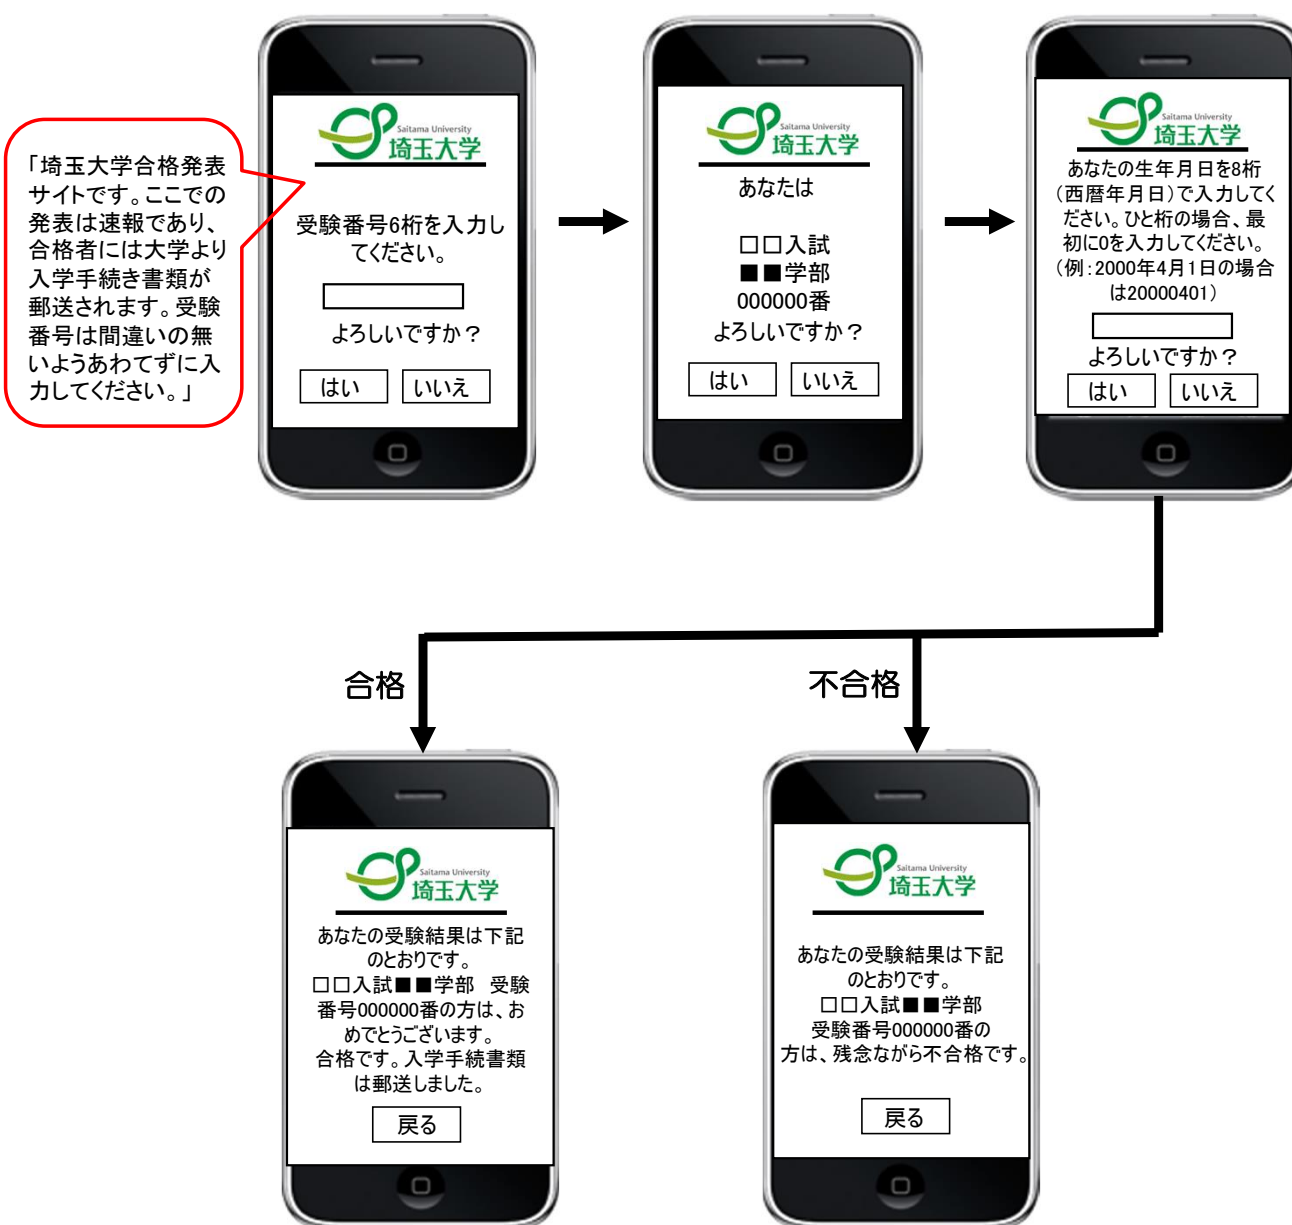 「埼玉大学合格発表
サイトです。ここでの
発表は速報であり、
合格者には大学より
入学手続き書類が
郵送されます。受験
番号は間違いの無
いようあわてずに入
力してください。」
Saitama University
埼玉大学
受験番号6桁を入力し
てください。
よろしいですか?
はい いいえ
Saitama University
埼玉大学
あなたは
□□入試
■■学部
000000番
よろしいですか?
はい いいえ
Saitama University
埼玉大学
あなたの生年月日を8桁
(西暦年月日)で入力してく
ださい。ひと桁の場合、最
初に0を入力してください。
(例:2000年4月1日の場合
は20000401)
よろしいですか?
はい いいえ
合格
不合格
Saitama University
埼玉大学
あなたの受験結果は下記
のとおりです。
□□入試■■学部 受験
番号000000番の方は、お
めでとうございます。
合格です。入学手続書類
は郵送しました。
戻る
Saitama University
埼玉大学
あなたの受験結果は下記
のとおりです。
□□入試■■学部
受験番号000000番の
方は、残念ながら不合格です。
戻る